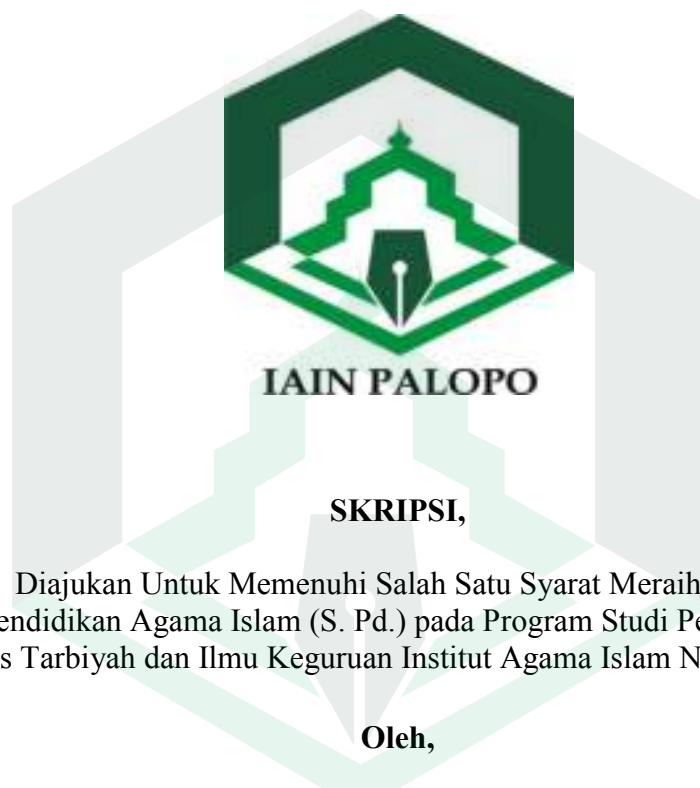 IAIN PALOPO
SKRIPSI,
Diajukan Untuk Memenuhi Salah Satu Syarat Meraih
Pendidikan Agama Islam (S. Pd.) pada Program Studi
Tarbiyah dan Ilmu Keguruan Institut Agama Islam
Oleh,